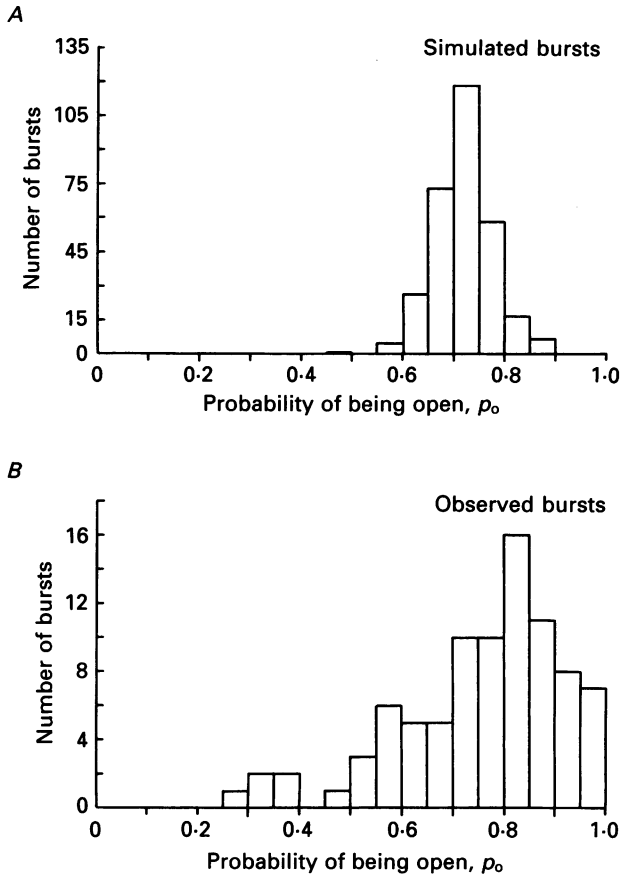 A
Simulated bursts
135
105
75
45
15
0
Number of bursts
0 0·2 0·4 0·6 0·8 1·0
Probability of being open, pₒ
B
Observed bursts
16
12
8
4
0
Number of bursts
0 0·2 0·4 0·6 0·8 1·0
Probability of being open, pₒ